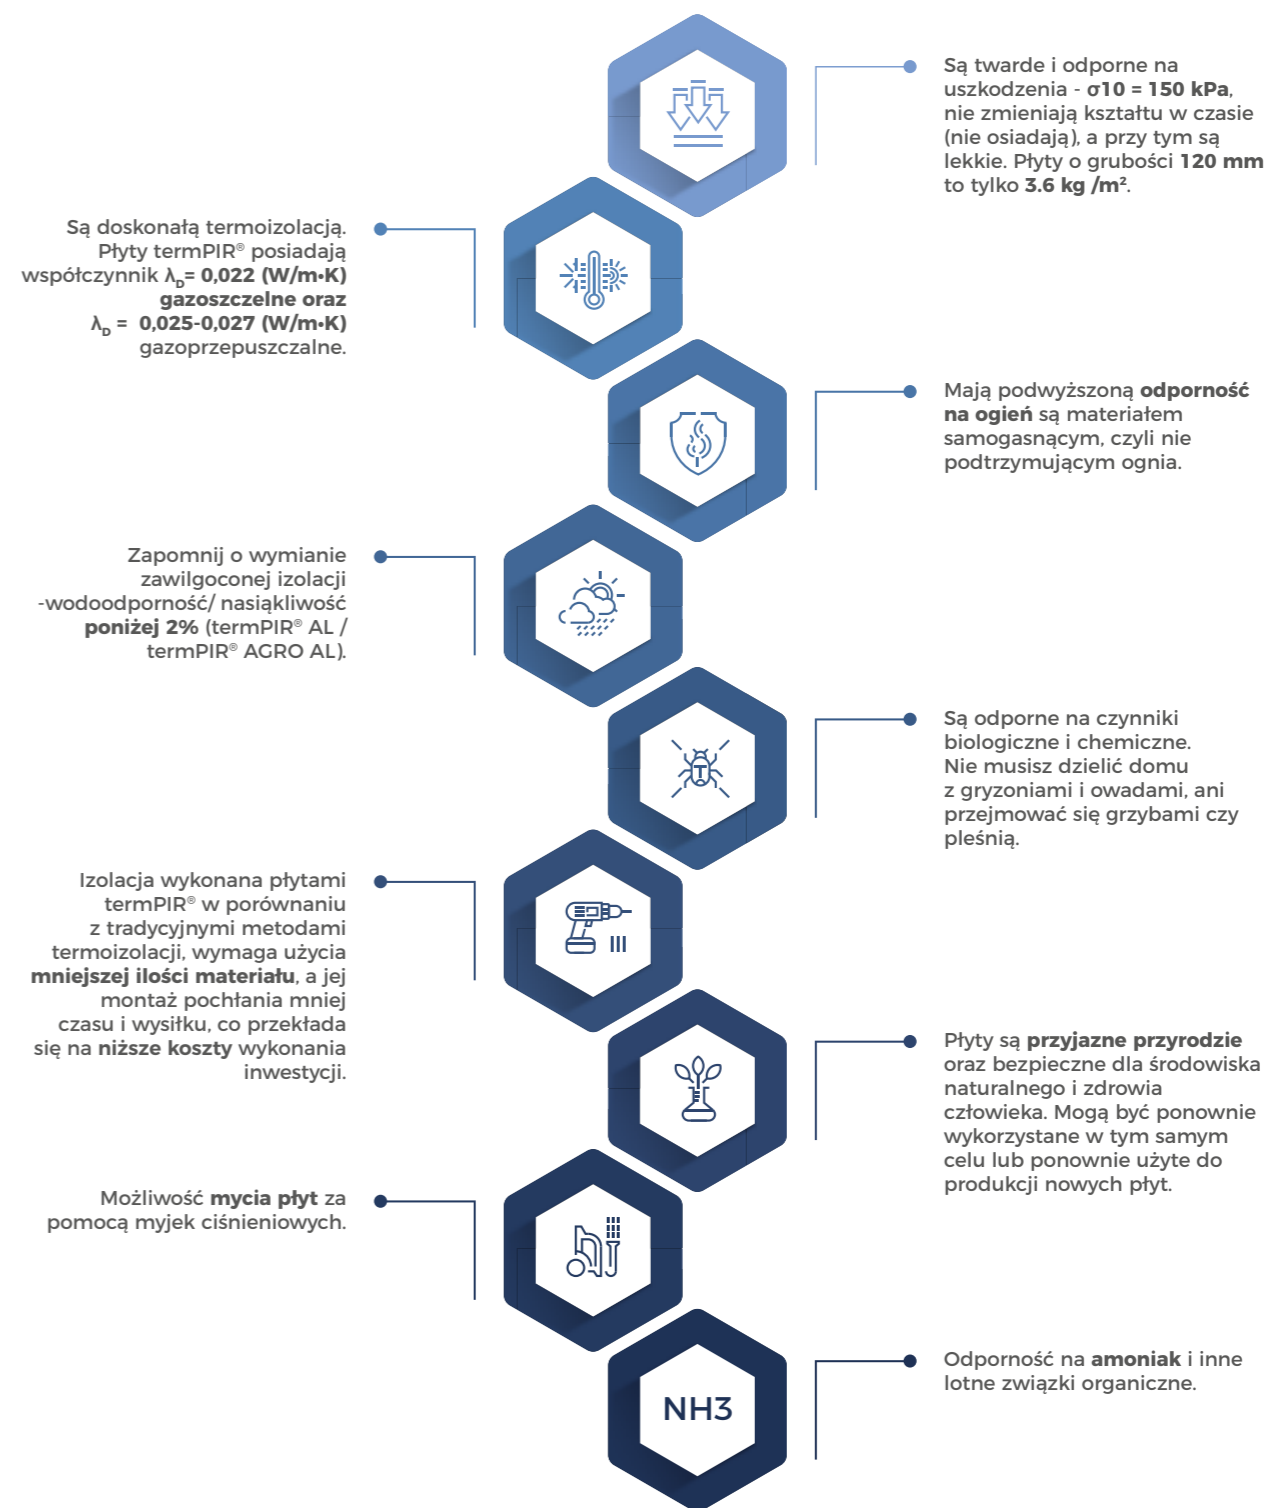 Są twarde i odporne na
uszkodzenia - σ10 = 150 kPa,
nie zmieniają kształtu w czasie
(nie osiadają), a przy tym są
lekkie. Płyty o grubości 120 mm
to tylko 3.6 kg /m².
Są doskonałą termoizolacją.
Płyty termPIR® posiadają
współczynnik λD= 0,022 (W/m•K)
gazoszczelne oraz
λD = 0,025-0,027 (W/m•K)
gazoprzepuszczalne.
Mają podwyższoną odporność
na ogień są materiałem
samogasnącym, czyli nie
podtrzymującym ognia.
Zapomnij o wymianie
zawilgoconej izolacji
-wodoodporność/ nasiąkliwość
poniżej 2% (termPIR® AL /
termPIR® AGRO AL).
Są odporne na czynniki
biologiczne i chemiczne.
Nie musisz dzielić domu
z gryzoniami i owadami, ani
przejmować się grzybami czy
pleśnią.
Izolacja wykonana płytami
termPIR® w porównaniu
z tradycyjnymi metodami
termoizolacji, wymaga użycia
mniejszej ilości materiału, a jej
montaż pochłania mniej
czasu i wysiłku, co przekłada
się na niższe koszty wykonania
inwestycji.
Płyty są przyjazne przyrodzie
oraz bezpieczne dla środowiska
naturalnego i zdrowia
człowieka. Mogą być ponownie
wykorzystane w tym samym
celu lub ponownie użyte do
produkcji nowych płyt.
Możliwość mycia płyt za
pomocą myjek ciśnieniowych.
Odporność na amoniak i inne
lotne związki organiczne.
NH3